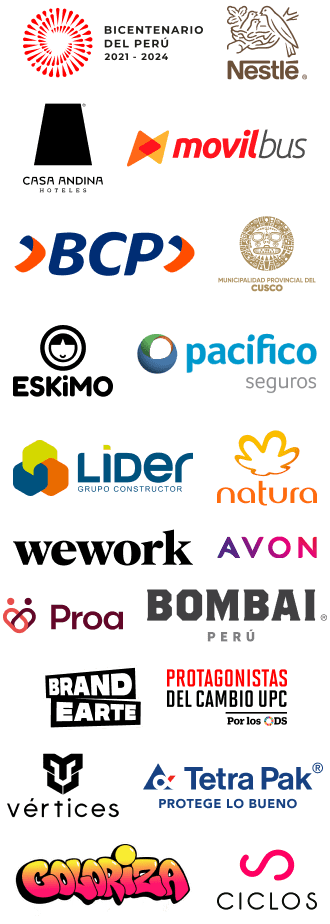 BICENTENARIO
DEL PERÚ
2021 - 2024
Nestlé®
CASA ANDINA
HOTELES
movilbus
BCP
MUNICIPALIDAD PROVINCIAL DEL
CUSCO
ESKiMO
pacífico
seguros
LiDer
GRUPO CONSTRUCTOR
natura
wework
AVON
Proa
BOMBAI®
PERÚ
BRAND
EARTE
PROTAGONISTAS
DEL CAMBIO UPC
Por los ODS
vértices
Tetra Pak®
PROTEGE LO BUENO
COLORIZA
CICLOS